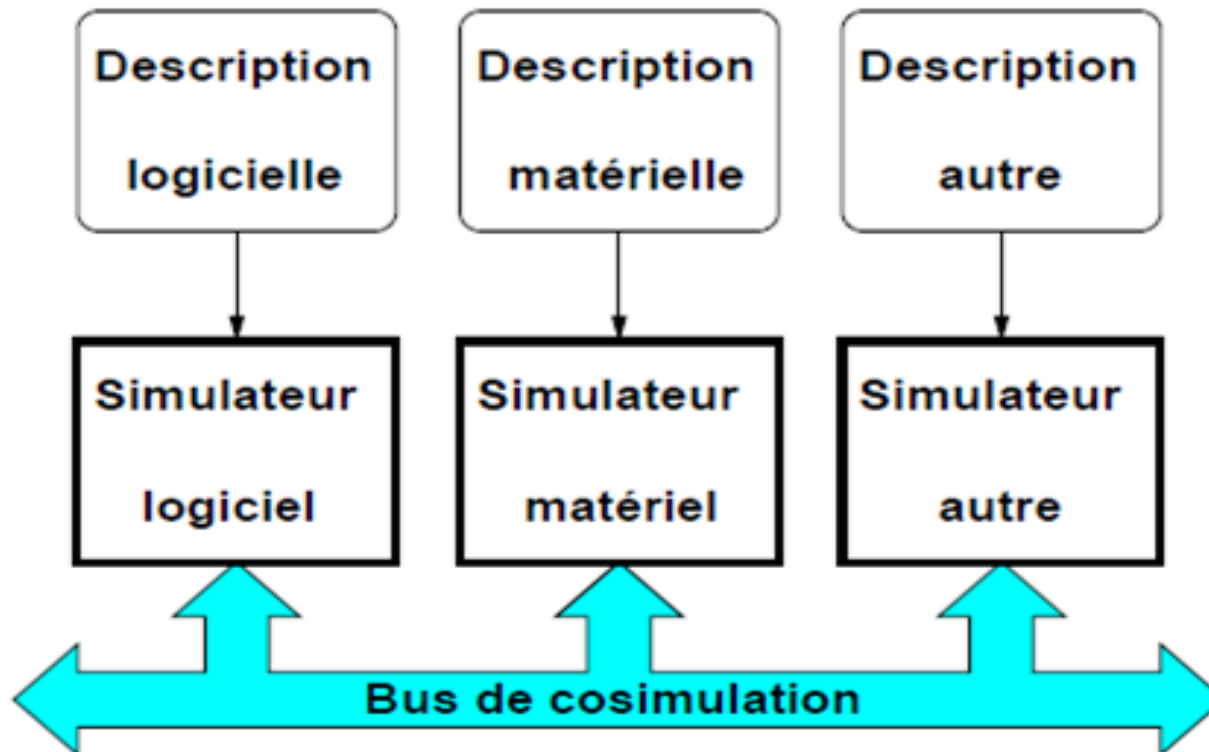 Description
logicielle
Description
matérielle
Description
autre
Simulateur
logiciel
Simulateur
matériel
Simulateur
autre
Bus de cosimulation